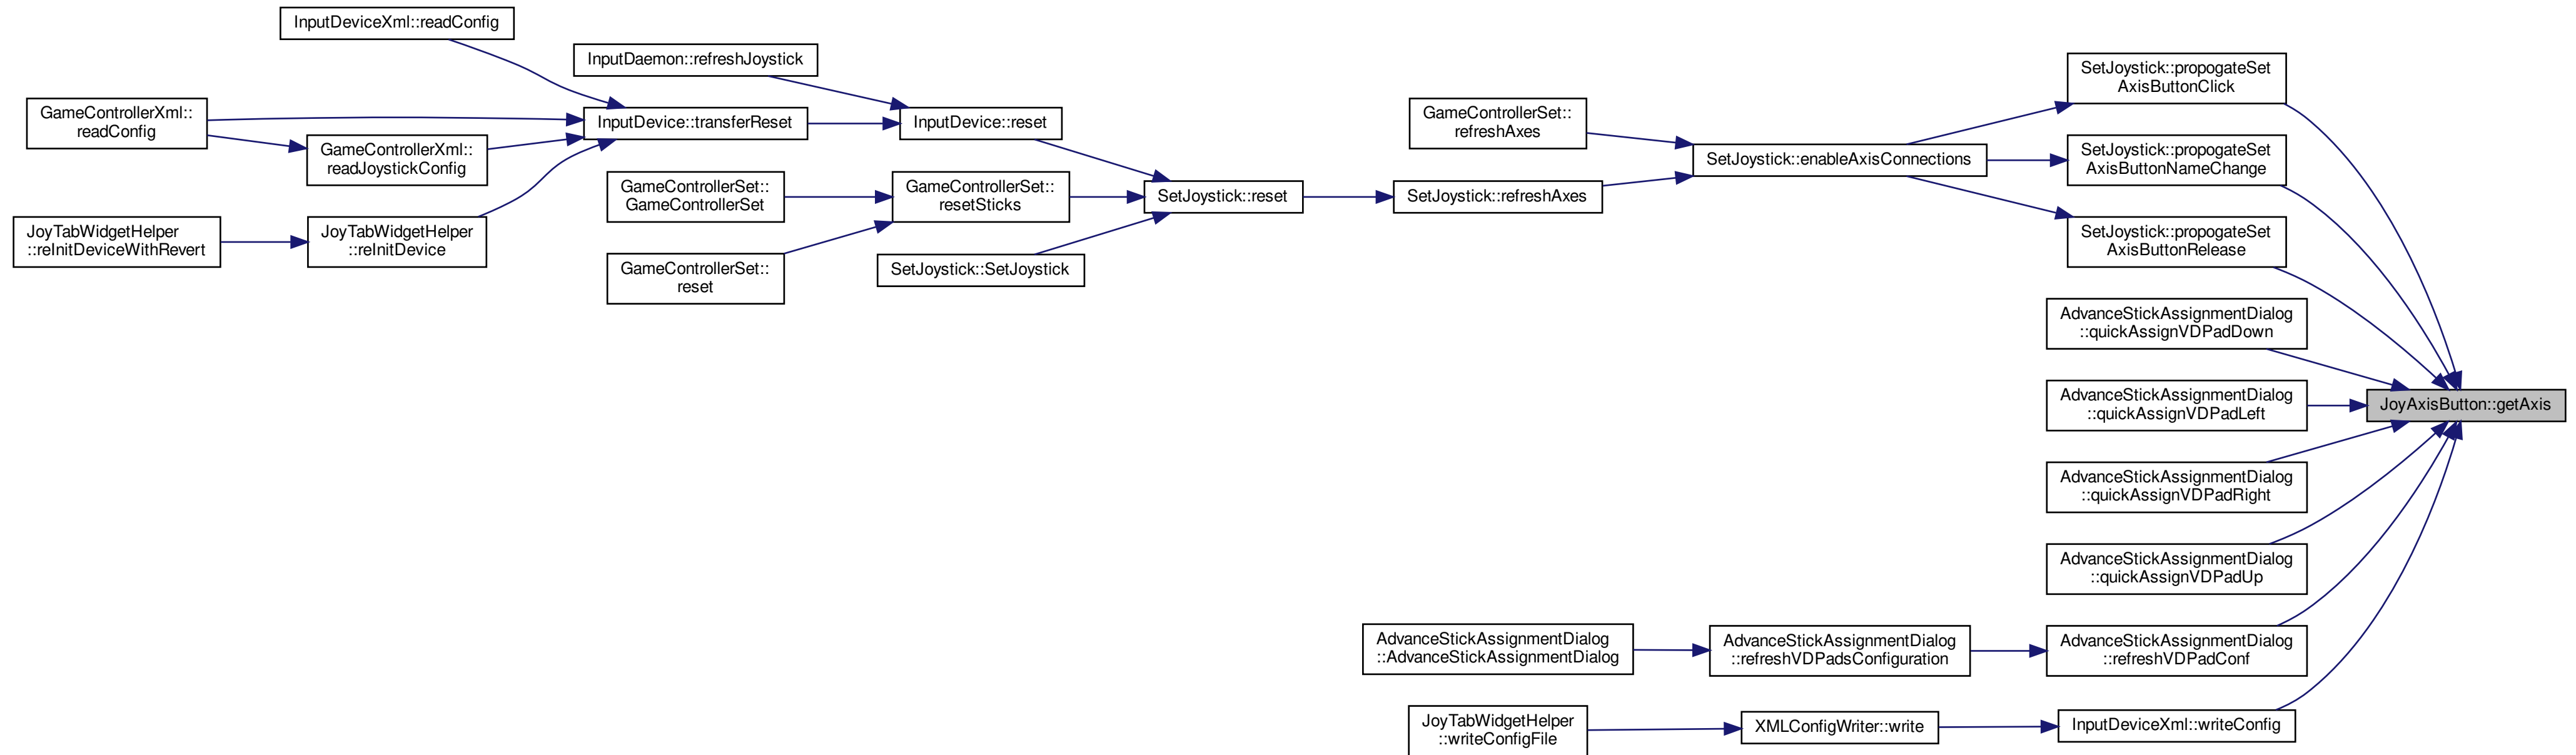 InputDeviceXml::readConfig
InputDaemon::refreshJoystick
GameControllerXml::
readConfig
InputDevice::transferReset
InputDevice::reset
GameControllerXml::
readJoystickConfig
GameControllerSet::
GameControllerSet
GameControllerSet::
resetSticks
SetJoystick::reset
JoyTabWidgetHelper
::reInitDeviceWithRevert
JoyTabWidgetHelper
::reInitDevice
GameControllerSet::
reset
SetJoystick::SetJoystick
GameControllerSet::
refreshAxes
SetJoystick::refreshAxes
SetJoystick::enableAxisConnections
SetJoystick::propogateSet
AxisButtonClick
SetJoystick::propogateSet
AxisButtonNameChange
SetJoystick::propogateSet
AxisButtonRelease
AdvanceStickAssignmentDialog
::quickAssignVDPadDown
AdvanceStickAssignmentDialog
::quickAssignVDPadLeft
JoyAxisButton::getAxis
AdvanceStickAssignmentDialog
::quickAssignVDPadRight
AdvanceStickAssignmentDialog
::quickAssignVDPadUp
AdvanceStickAssignmentDialog
::AdvanceStickAssignmentDialog
AdvanceStickAssignmentDialog
::refreshVDPadsConfiguration
AdvanceStickAssignmentDialog
::refreshVDPadConf
JoyTabWidgetHelper
::writeConfigFile
XMLConfigWriter::write
InputDeviceXml::writeConfig